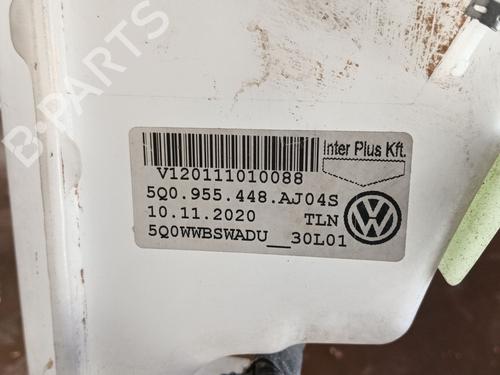 B-PARTS
Inter Plus Kft.
V120111010088
5Q0.955.448.AJ04S
10.11.2020 TLN
5Q0WWBSWADU__30L01